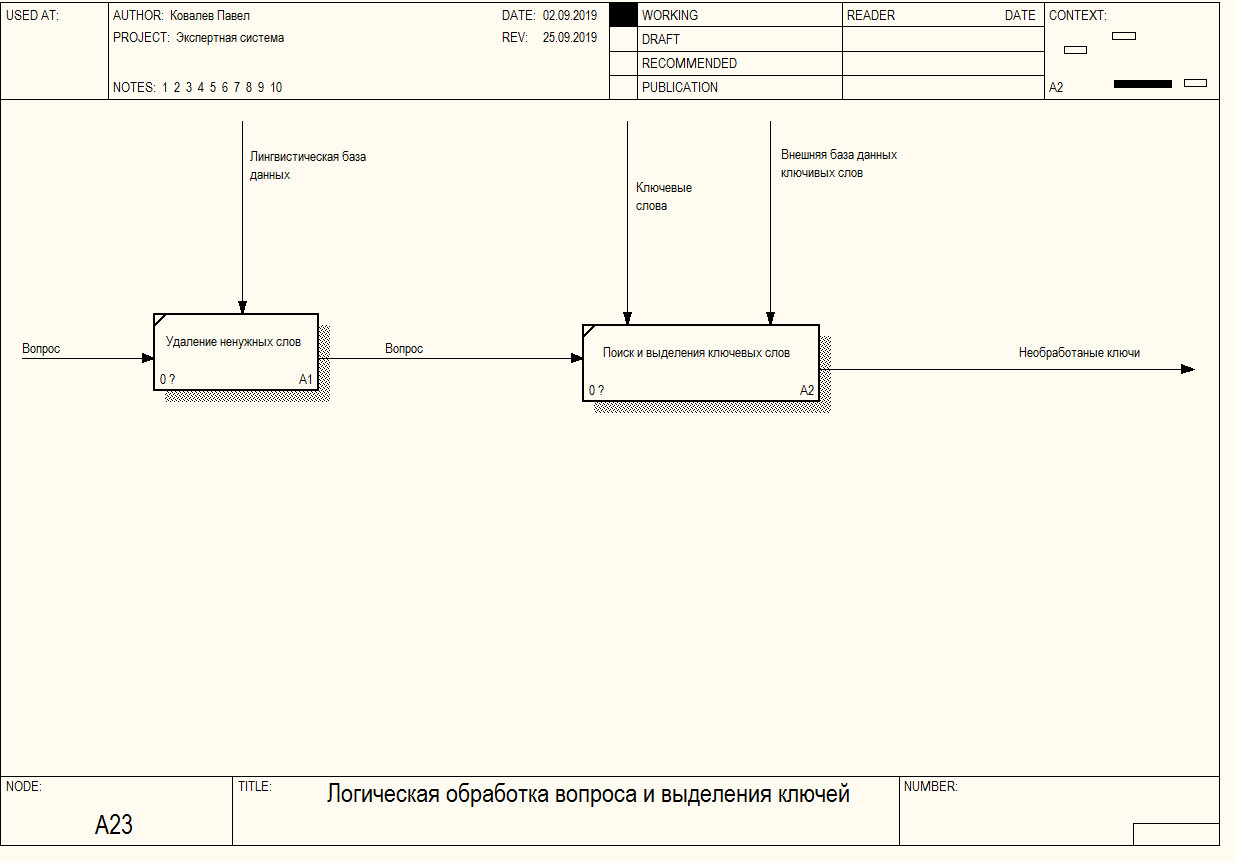 USED AT:
AUTHOR: Ковалев Павел
DATE: 02.09.2019
PROJECT: Экспертная система
REV: 25.09.2019
NOTES: 1 2 3 4 5 6 7 8 9 10
WORKING
DRAFT
RECOMMENDED
PUBLICATION
READER DATE
CONTEXT:
A2
Лингвистическая база
данных
Ключевые
слова
Внешняя база данных
ключивых слов
Вопрос
Удаление ненужных слов
0 ? A1
Вопрос
Поиск и выделения ключевых слов
0 ? A2
Необработаные ключи
NODE:
A23
TITLE:
Логическая обработка вопроса и выделения ключей
NUMBER: